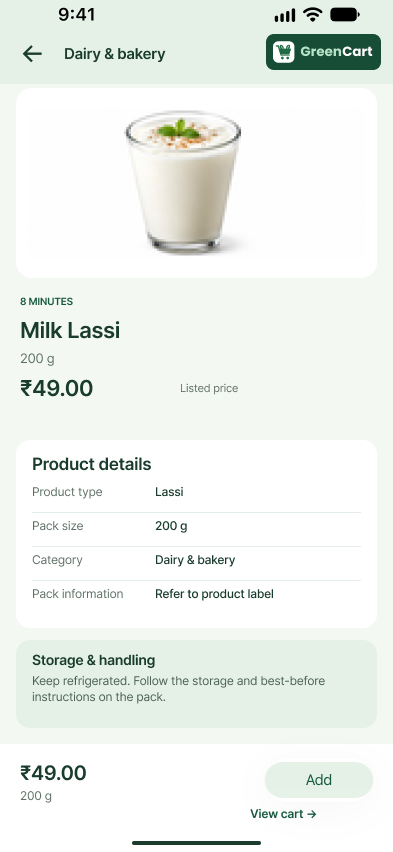 9:41
Dairy & bakery
GreenCart
8 MINUTES
Milk Lassi
200 g
₹49.00 Listed price
Product details
Product type Lassi
Pack size 200 g
Category Dairy & bakery
Pack information Refer to product label
Storage & handling
Keep refrigerated. Follow the storage and best-before
instructions on the pack.
₹49.00
200 g
Add
View cart →